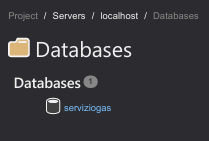 Project / Servers / localhost / Databases
Databases
Databases 1
serviziogas